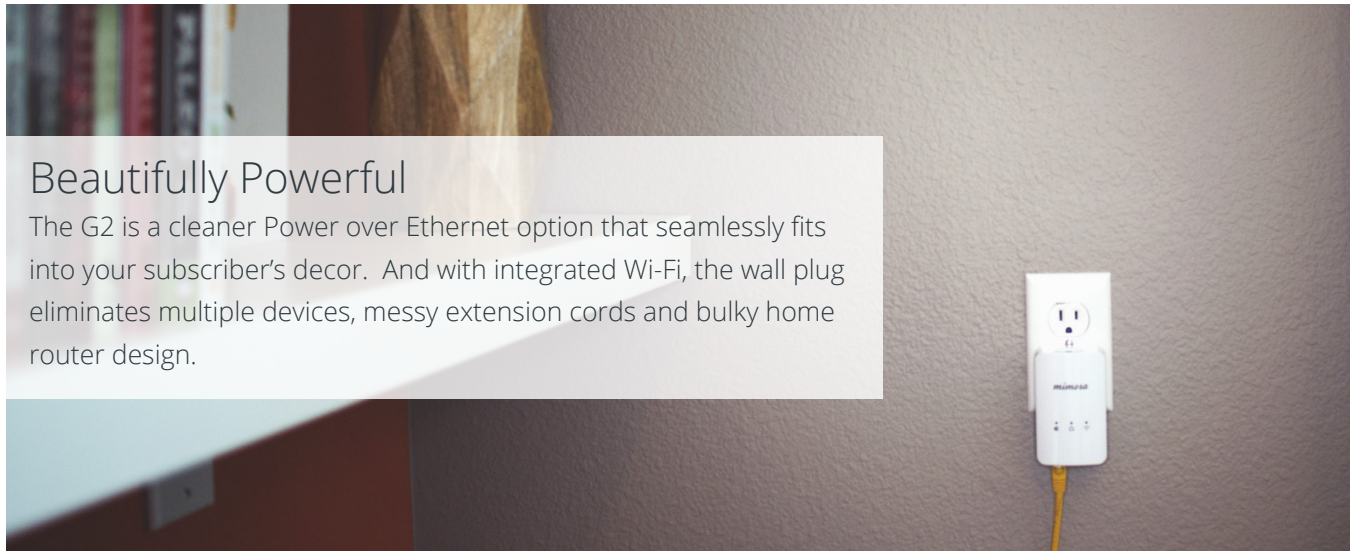 PALEO
Beautifully Powerful
The G2 is a cleaner Power over Ethernet option that seamlessly fits
into your subscriber’s decor.  And with integrated Wi-Fi, the wall plug
eliminates multiple devices, messy extension cords and bulky home
router design.
mimosa